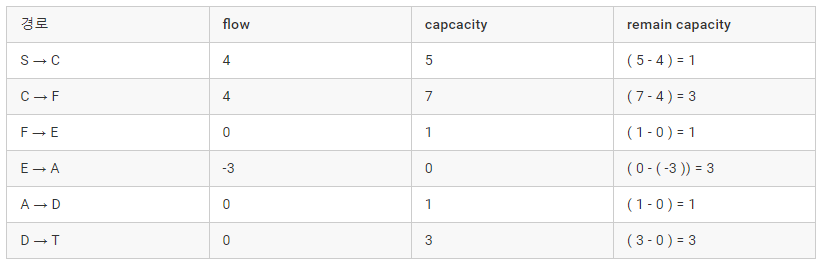 경로 flow capcacity remain capacity
S → C 4 5 ( 5 - 4 ) = 1
C → F 4 7 ( 7 - 4 ) = 3
F → E 0 1 ( 1 - 0 ) = 1
E → A -3 0 ( 0 - ( -3 )) = 3
A → D 0 1 ( 1 - 0 ) = 1
D → T 0 3 ( 3 - 0 ) = 3